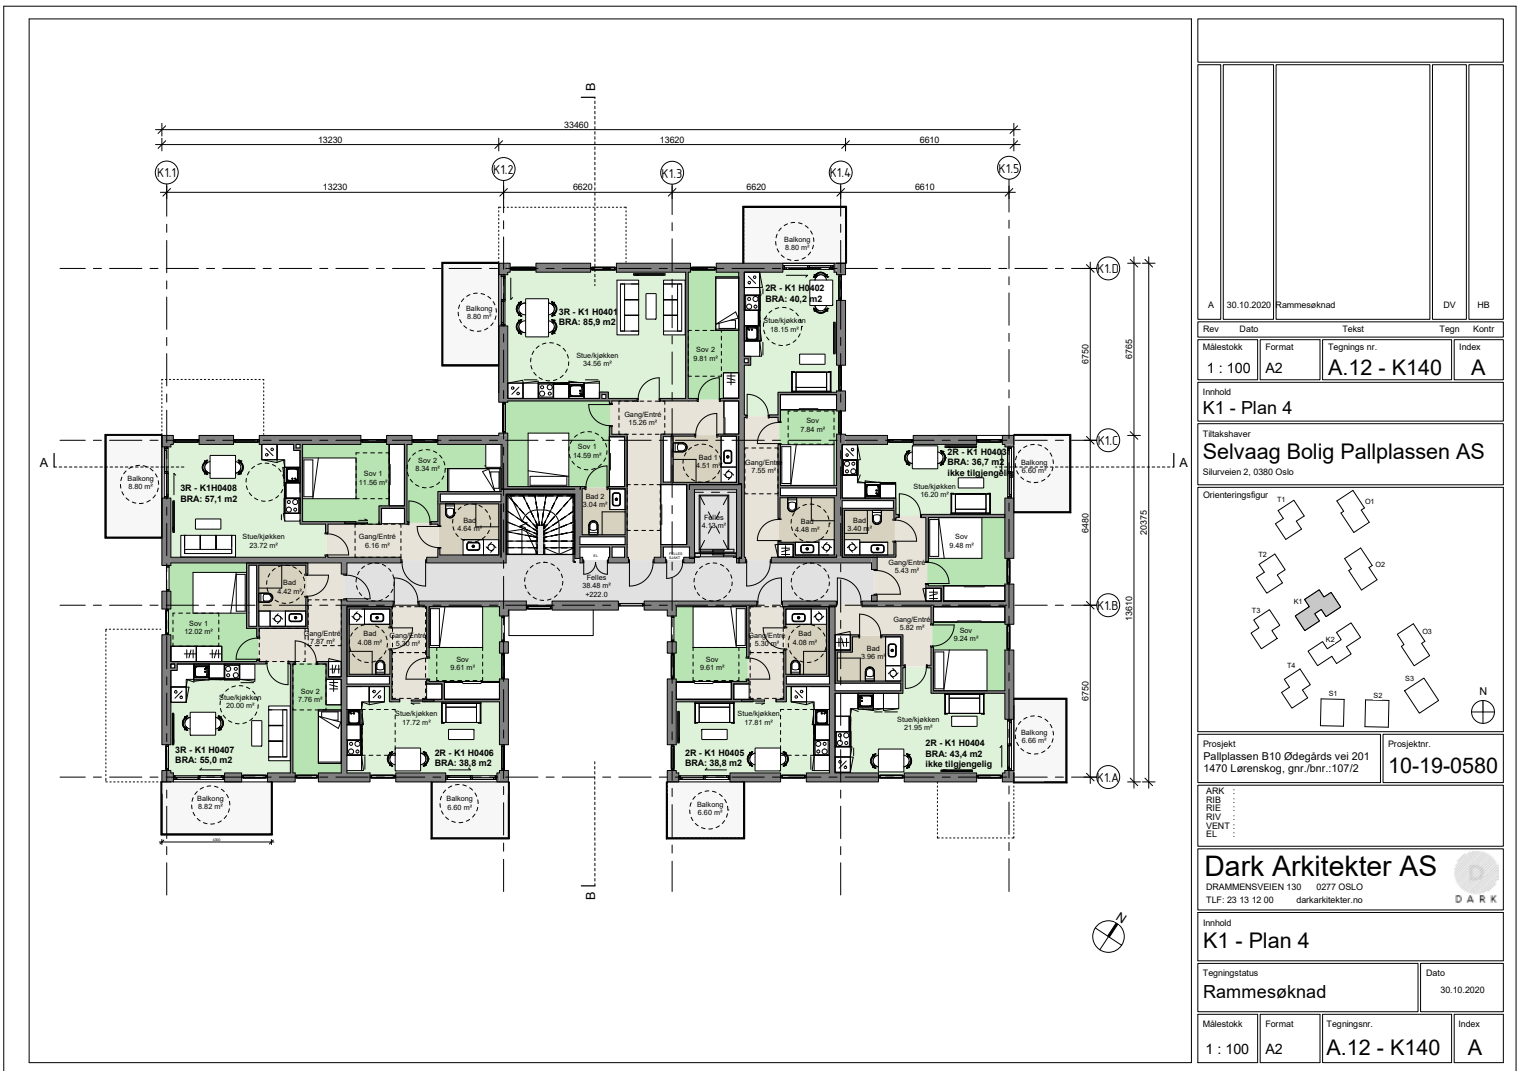 B
33460
13230
13620
6610
K1.1
K1.2
K1.3
K1.4
K1.5
13230
6620
6620
6610
K1.D
K1.C
K1.B
K1.A
6750
6480
6750
6765
13610
20375
A
A
B
N
Balkong
8.80 m²
Balkong
8.80 m²
3R - K1 H0401
BRA: 85,9 m2
Stue/kjøkken
34.56 m²
Sov 2
9.81 m²
2R - K1 H0402
BRA: 40,2 m2
Stue/kjøkken
18.15 m²
Gang/Entré
15.26 m²
Sov 1
14.59 m²
Bad 1
4.51 m²
Bad 2
3.04 m²
Gang/Entré
7.55 m²
Sov
7.84 m²
Bad
4.48 m²
Balkong
8.80 m²
3R - K1H0408
BRA: 57,1 m2
Stue/kjøkken
23.72 m²
Sov 1
11.56 m²
Sov 2
8.34 m²
Gang/Entré
6.16 m²
Bad
4.64 m²
2R - K1 H0403
BRA: 36,7 m2
ikke tilgjengelig
16.20 m²
Balkong
6.60 m²
Bad
3.40 m²
Sov
9.48 m²
Gang/Entré
5.43 m²
Felles
4.13 m²
EL
FELLES
SJAKT
Felles
38.48 m²
+222.0
Bad
4.42 m²
Sov 1
12.02 m²
Gang/Entré
7.87 m²
Stue/kjøkken
20.00 m²
Sov 2
7.76 m²
3R - K1 H0407
BRA: 55,0 m2
Balkong
8.82 m²
Bad
4.08 m²
Gang/Entré
5.30 m²
Sov
9.61 m²
Stue/kjøkken
17.72 m²
2R - K1 H0406
BRA: 38,8 m2
Balkong
6.60 m²
Sov
9.61 m²
Gang/Entré
5.30 m²
Bad
4.08 m²
Stue/kjøkken
17.81 m²
2R - K1 H0405
BRA: 38,8 m2
Balkong
6.60 m²
Gang/Entré
5.82 m²
Bad
3.96 m²
Sov
9.24 m²
Stue/kjøkken
21.95 m²
2R - K1 H0404
BRA: 43,4 m2
ikke tilgjengelig
Balkong
6.66 m²
A 30.10.2020 Rammesøknad DV HB
Rev Dato Tekst Tegn Kontr
Målestokk Format Tegnings nr. Index
1 : 100 A2 A.12 - K140 A
Innhold
K1 - Plan 4
Tiltakshaver
Selvaag Bolig Pallplassen AS
Silurveien 2, 0380 Oslo
Orienteringsfigur
T1
O1
T2
O2
K1
T3
K2
O3
T4
S1
S2
S3
N
Prosjekt
Pallplassen B10 Ødegårds vei 201
1470 Lørenskog, gnr./bnr.:107/2
Prosjektnr.
10-19-0580
ARK :
RIB :
RIE :
RIV :
VENT :
EL :
Dark Arkitekter AS
DRAMMENSVEIEN 130 0277 OSLO
TLF: 23 13 12 00 darkarkitekter.no
D
DARK
Innhold
K1 - Plan 4
Tegningstatus
Rammesøknad
Dato
30.10.2020
Målestokk Format Tegningsnr. Index
1 : 100 A2 A.12 - K140 A